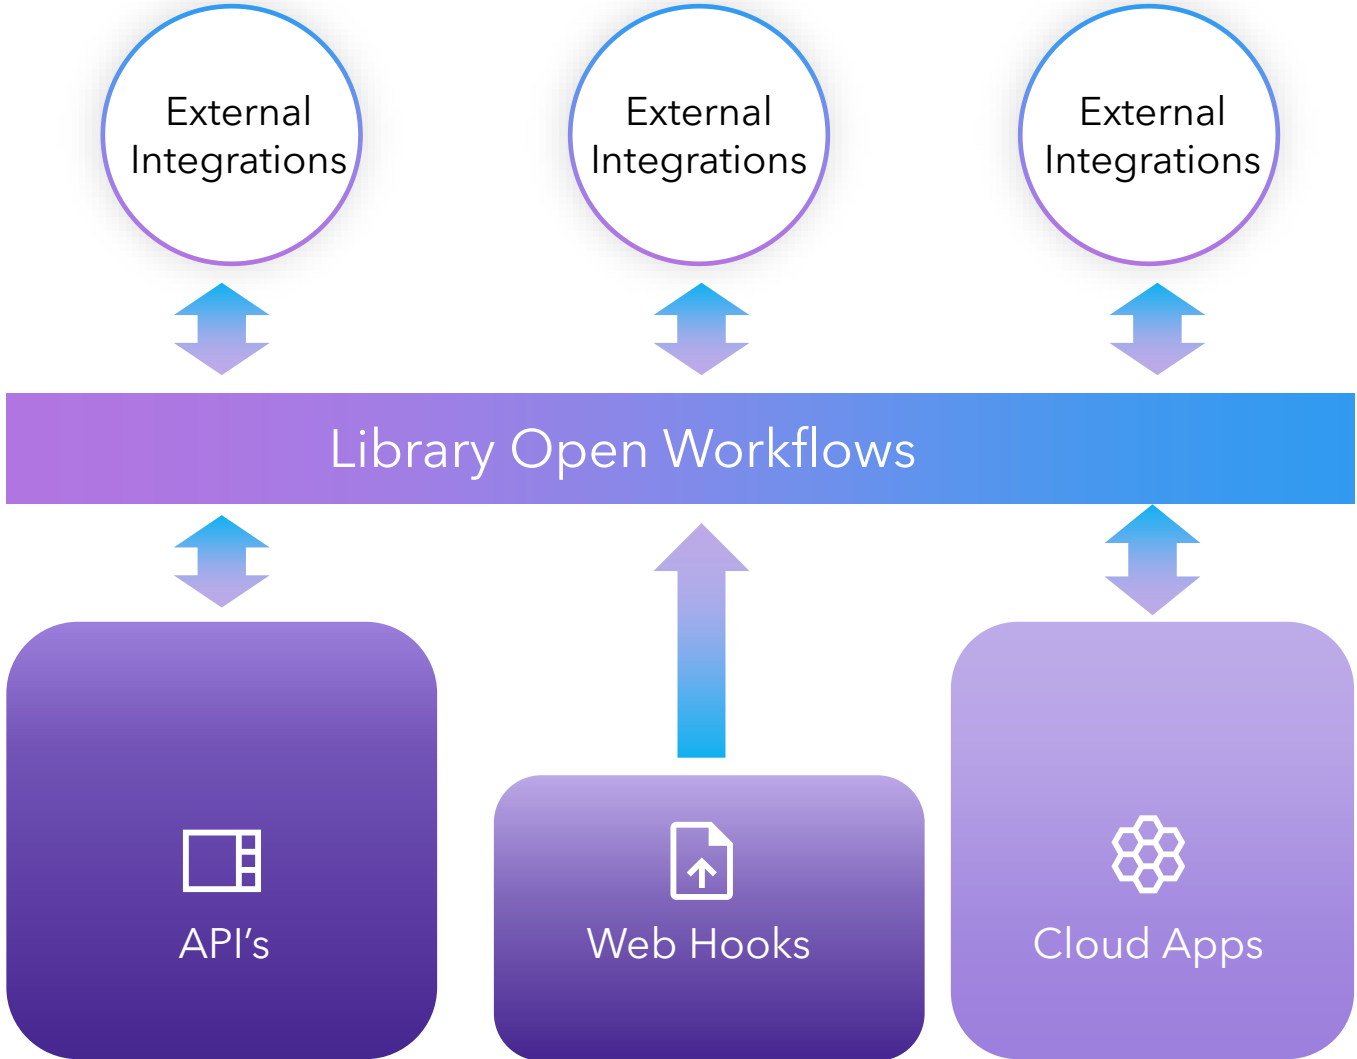 External
Integrations
External
Integrations
External
Integrations
Library Open Workflows
API’s
Web Hooks
Cloud Apps